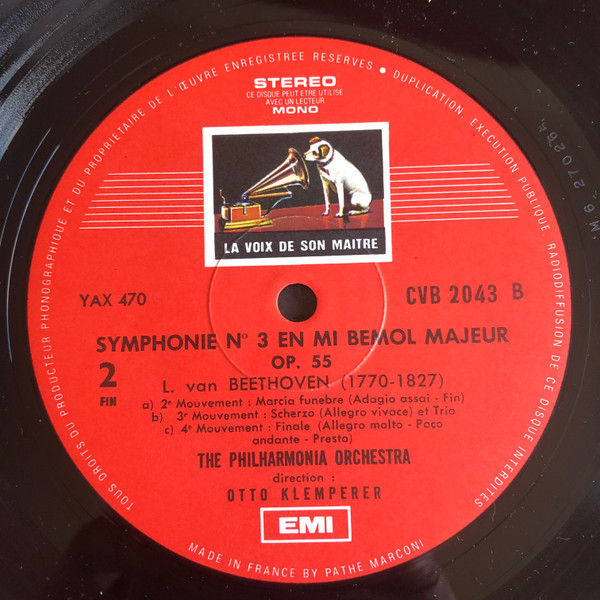 TOUS DROITS DU PRODUCTEUR PHONOGRAPHIQUE ET DU PROPRIETAIRE DE L'ŒUVRE ENREGISTREE RESERVES • DUPLICATION, EXECUTION PUBLIQUE, RADIODIFFUSION DE CE DISQUE INTERDITES
STEREO
CE DISQUE PEUT ETRE UTILISE
AVEC UN LECTEUR
MONO
LA VOIX DE SON MAITRE
YAX 470
CVB 2043 B
SYMPHONIE N° 3 EN MI BEMOL MAJEUR
OP. 55
2
FIN
L. van BEETHOVEN (1770-1827)
a) 2e Mouvement : Marcia funebre (Adagio assai - Fin)
b) 3e Mouvement : Scherzo (Allegro vivace) et Trio
c) 4e Mouvement : Finale (Allegro molto - Poco
andante - Presto)
THE PHILHARMONIA ORCHESTRA
direction :
OTTO KLEMPERER
EMI
MADE IN FRANCE BY PATHE MARCONI